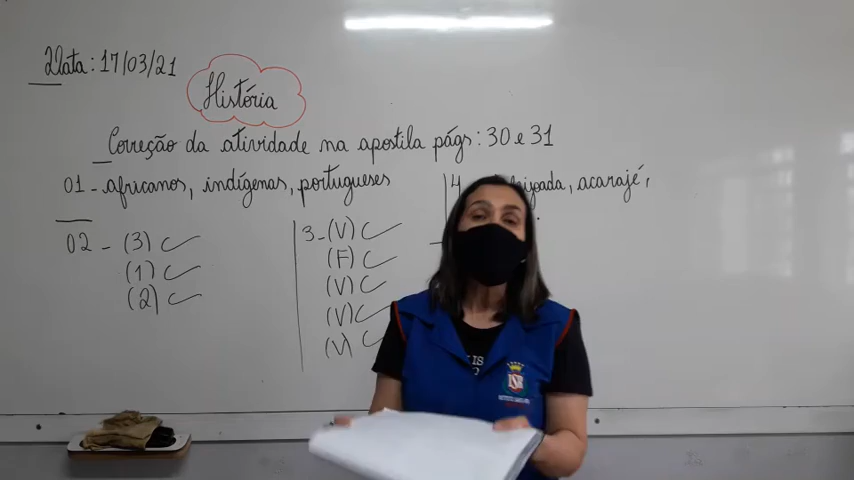 Data: 17/03/21
História
Correção da atividade na apostila págs: 30 e 31
01 - africanos, indígenas, portugueses
4 acarajé,
02 - (3)
(1)
(2)
3 - (V)
(F)
(V)
(V)
(V)